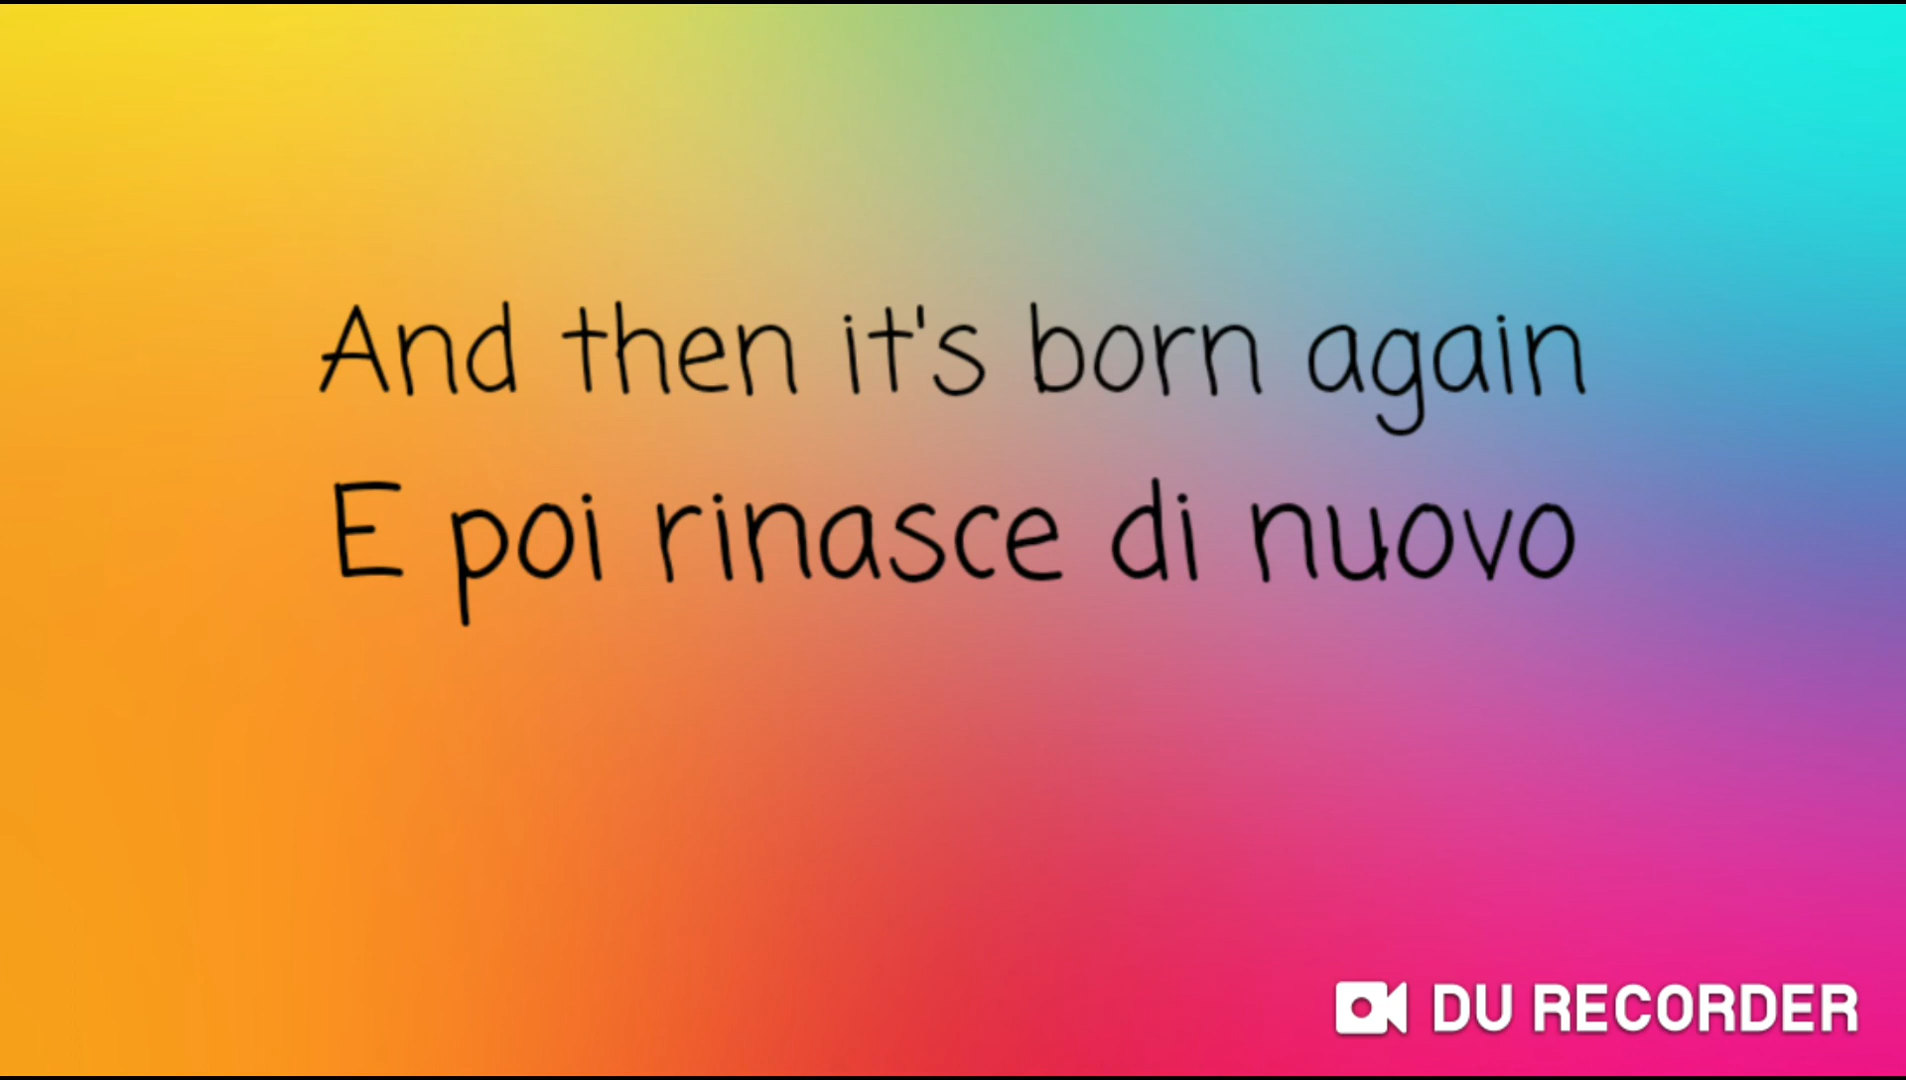 And then it's born again
E poi rinasce di nuovo
DU RECORDER